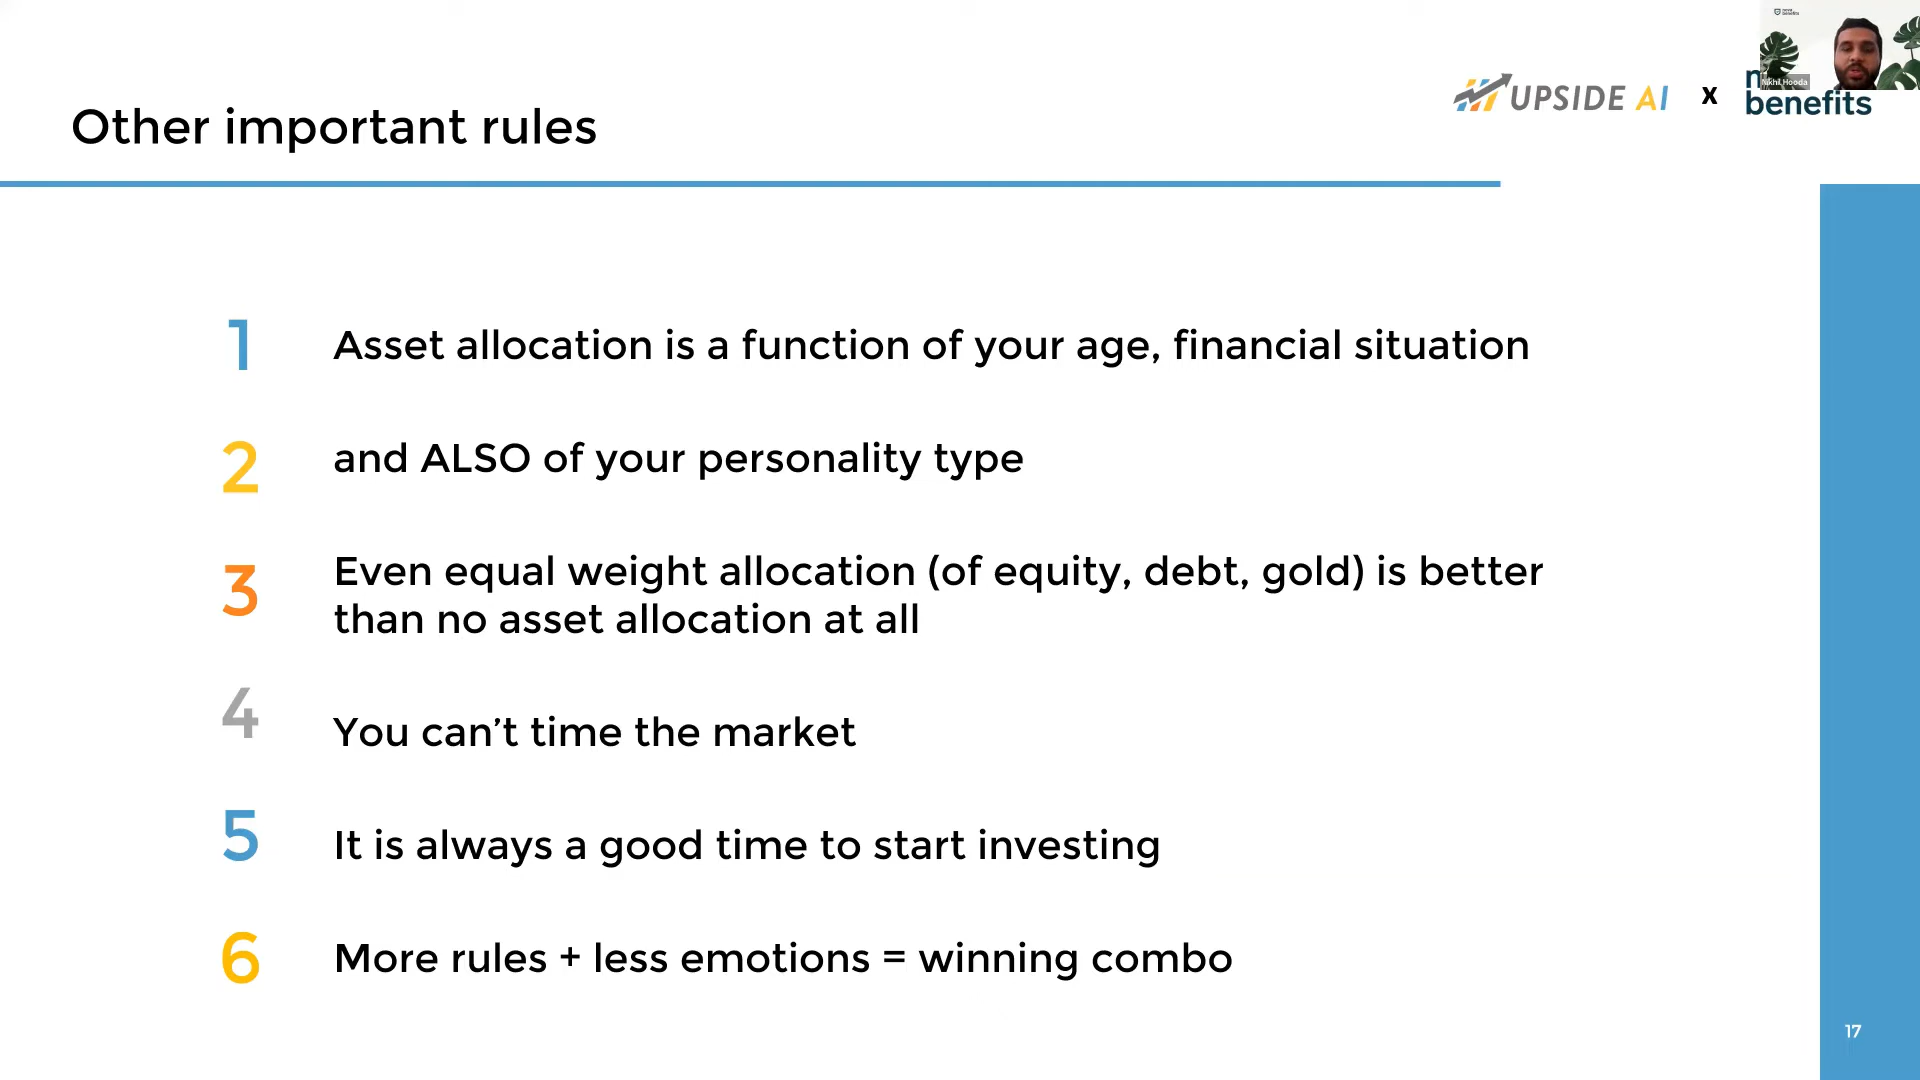 Other important rules
UPSIDE AI x
benefits
Nikhil Hooda
1 Asset allocation is a function of your age, financial situation
2 and ALSO of your personality type
3 Even equal weight allocation (of equity, debt, gold) is better
than no asset allocation at all
4 You can’t time the market
5 It is always a good time to start investing
6 More rules + less emotions = winning combo
17